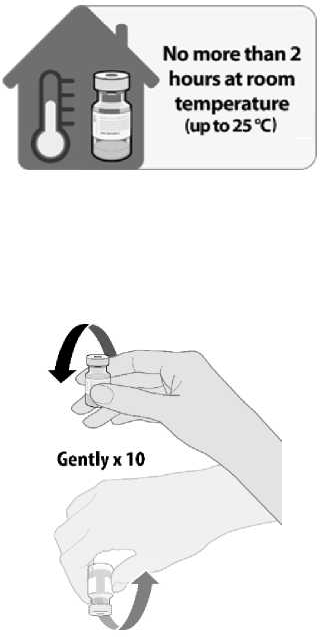 No more than 2
hours at room
temperature
(up to 25 °C)
Gently x 10